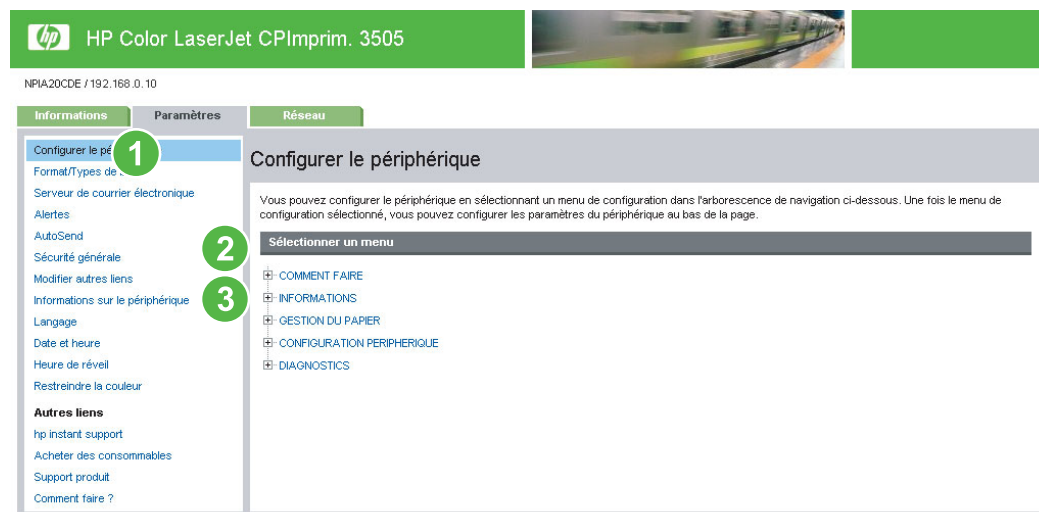 hp HP Color LaserJet CPImprim. 3505
NPIA20CDE / 192.168.0.10
Informations Paramètres Réseau
Configurer le
1
Configurer le périphérique
Format/Types de
Serveur de courrier électronique
Vous pouvez configurer le périphérique en sélectionnant un menu de configuration dans l'arborescence de navigation ci-dessous. Une fois le menu de
configuration sélectionné, vous pouvez configurer les paramètres du périphérique au bas de la page.
Alertes
AutoSend
Sécurité générale
2
Sélectionner un menu
Modifier autres liens
Informations sur le périphérique
3
Langage
Date et heure
Heure de réveil
Restreindre la couleur
COMMENT FAIRE
INFORMATIONS
GESTION DU PAPIER
CONFIGURATION PERIPHERIQUE
DIAGNOSTICS
Autres liens
hp instant support
Acheter des consommables
Support produit
Comment faire ?